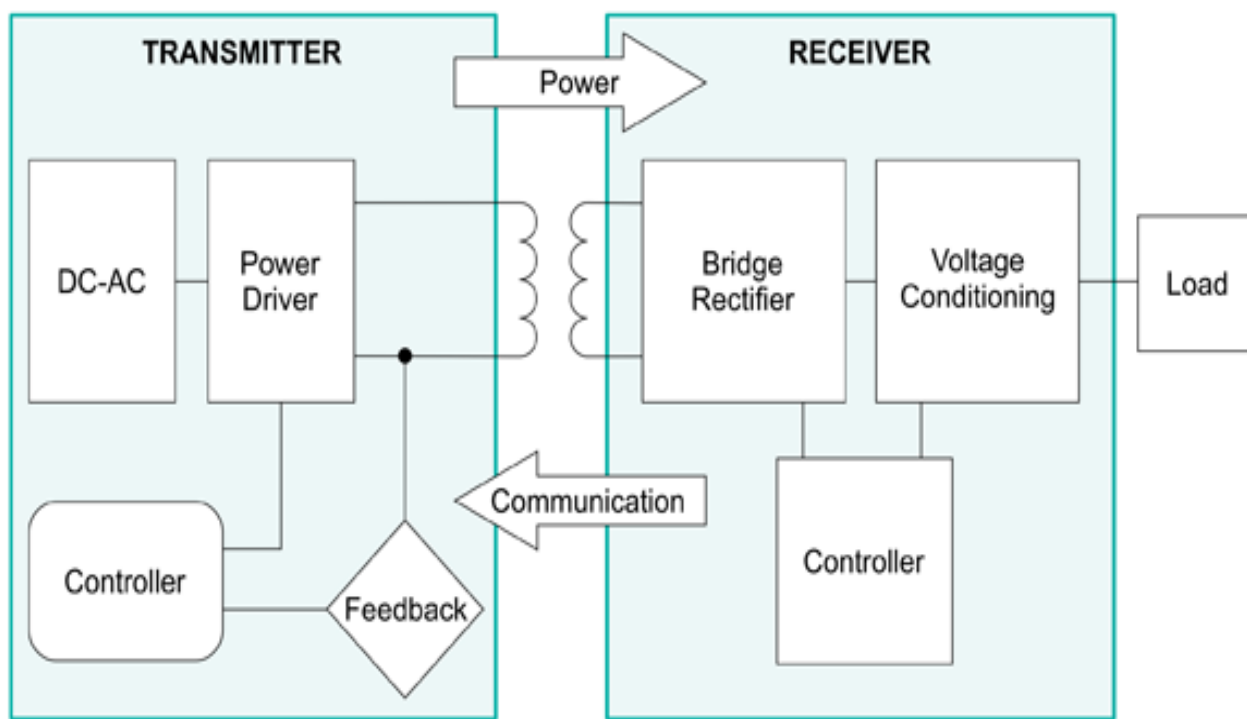 TRANSMITTER
RECEIVER
Power
DC-AC
Power
Driver
Bridge
Rectifier
Voltage
Conditioning
Load
Communication
Controller
Feedback
Controller